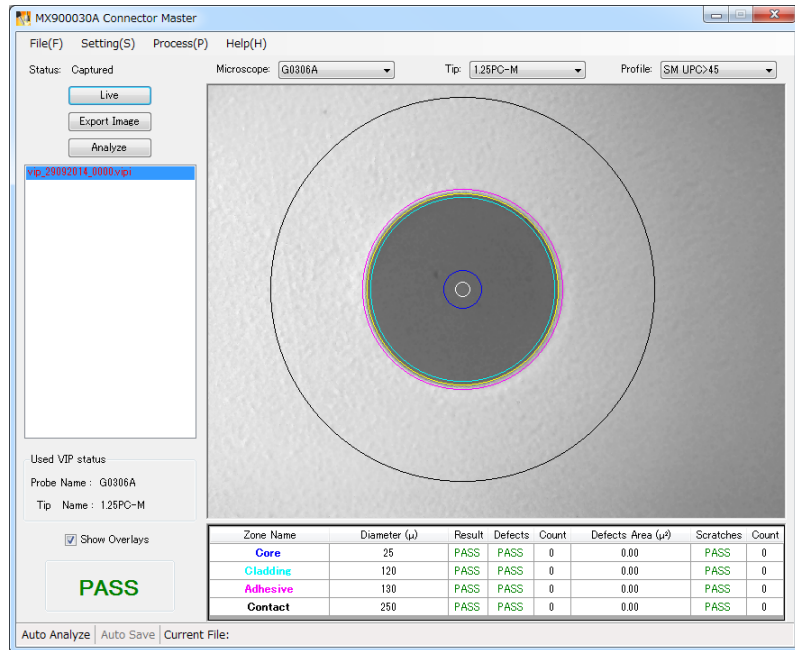 MX900030A Connector Master
File(F) Setting(S) Process(P) Help(H)
Status: Captured
Microscope: G0306A Tip: 1.25PC-M Profile: SM UPC>45
Live
Export Image
Analyze
vip_29092014_0000.vipi
Used VIP status
Probe Name : G0306A
Tip Name : 1.25PC-M
Show Overlays
PASS
Zone Name Diameter (μ) Result Defects Count Defects Area (μ²) Scratches Count
Core 25 PASS PASS 0 0.00 PASS 0
Cladding 120 PASS PASS 0 0.00 PASS 0
Adhesive 130 PASS PASS 0 0.00 PASS 0
Contact 250 PASS PASS 0 0.00 PASS 0
Auto Analyze Auto Save Current File: